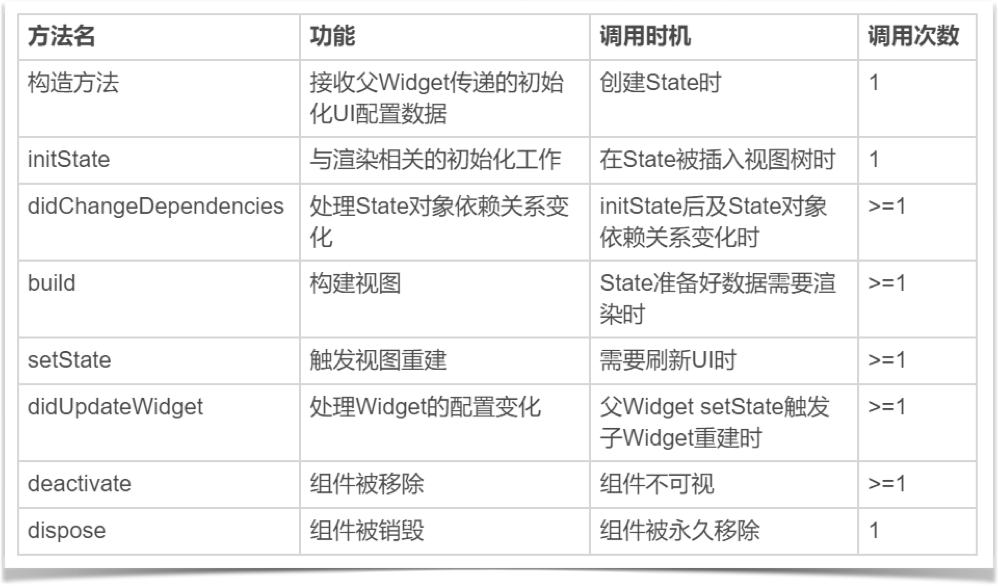 方法名 功能 调用时机 调用次数
构造方法 接收父Widget传递的初始 创建State时 1
化UI配置数据
initState 与渲染相关的初始化工作 在State被插入视图树时 1
didChangeDependencies 处理State对象依赖关系变 initState后及State对象 >=1
化 依赖关系变化时
build 构建视图 State准备好数据需要渲 >=1
染时
setState 触发视图重建 需要刷新UI时 >=1
didUpdateWidget 处理Widget的配置变化 父Widget setState触发 >=1
子Widget重建时
deactivate 组件被移除 组件不可视 >=1
dispose 组件被销毁 组件被永久移除 1